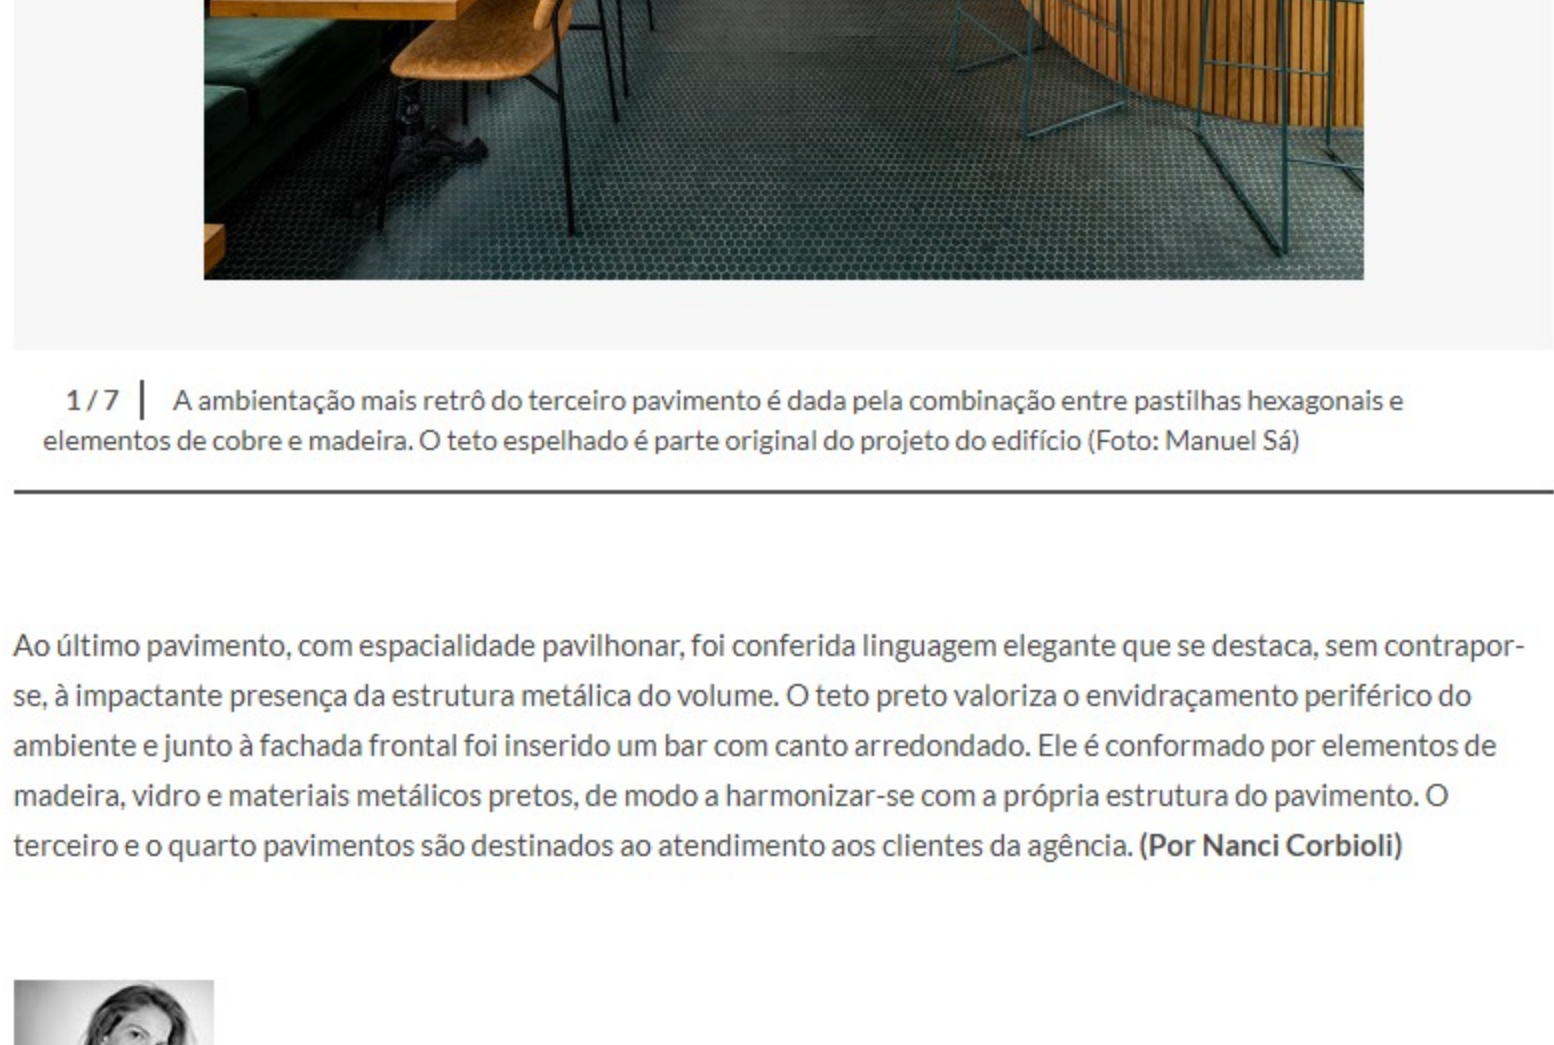 1 / 7 | A ambientação mais retrô do terceiro pavimento é dada pela combinação entre pastilhas hexagonais e
elementos de cobre e madeira. O teto espelhado é parte original do projeto do edifício (Foto: Manuel Sá)
Ao último pavimento, com espacialidade pavilhonar, foi conferida linguagem elegante que se destaca, sem contrapor-
se, à impactante presença da estrutura metálica do volume. O teto preto valoriza o envidraçamento periférico do
ambiente e junto à fachada frontal foi inserido um bar com canto arredondado. Ele é conformado por elementos de
madeira, vidro e materiais metálicos pretos, de modo a harmonizar-se com a própria estrutura do pavimento. O
terceiro e o quarto pavimentos são destinados ao atendimento aos clientes da agência. (Por Nanci Corbioli)